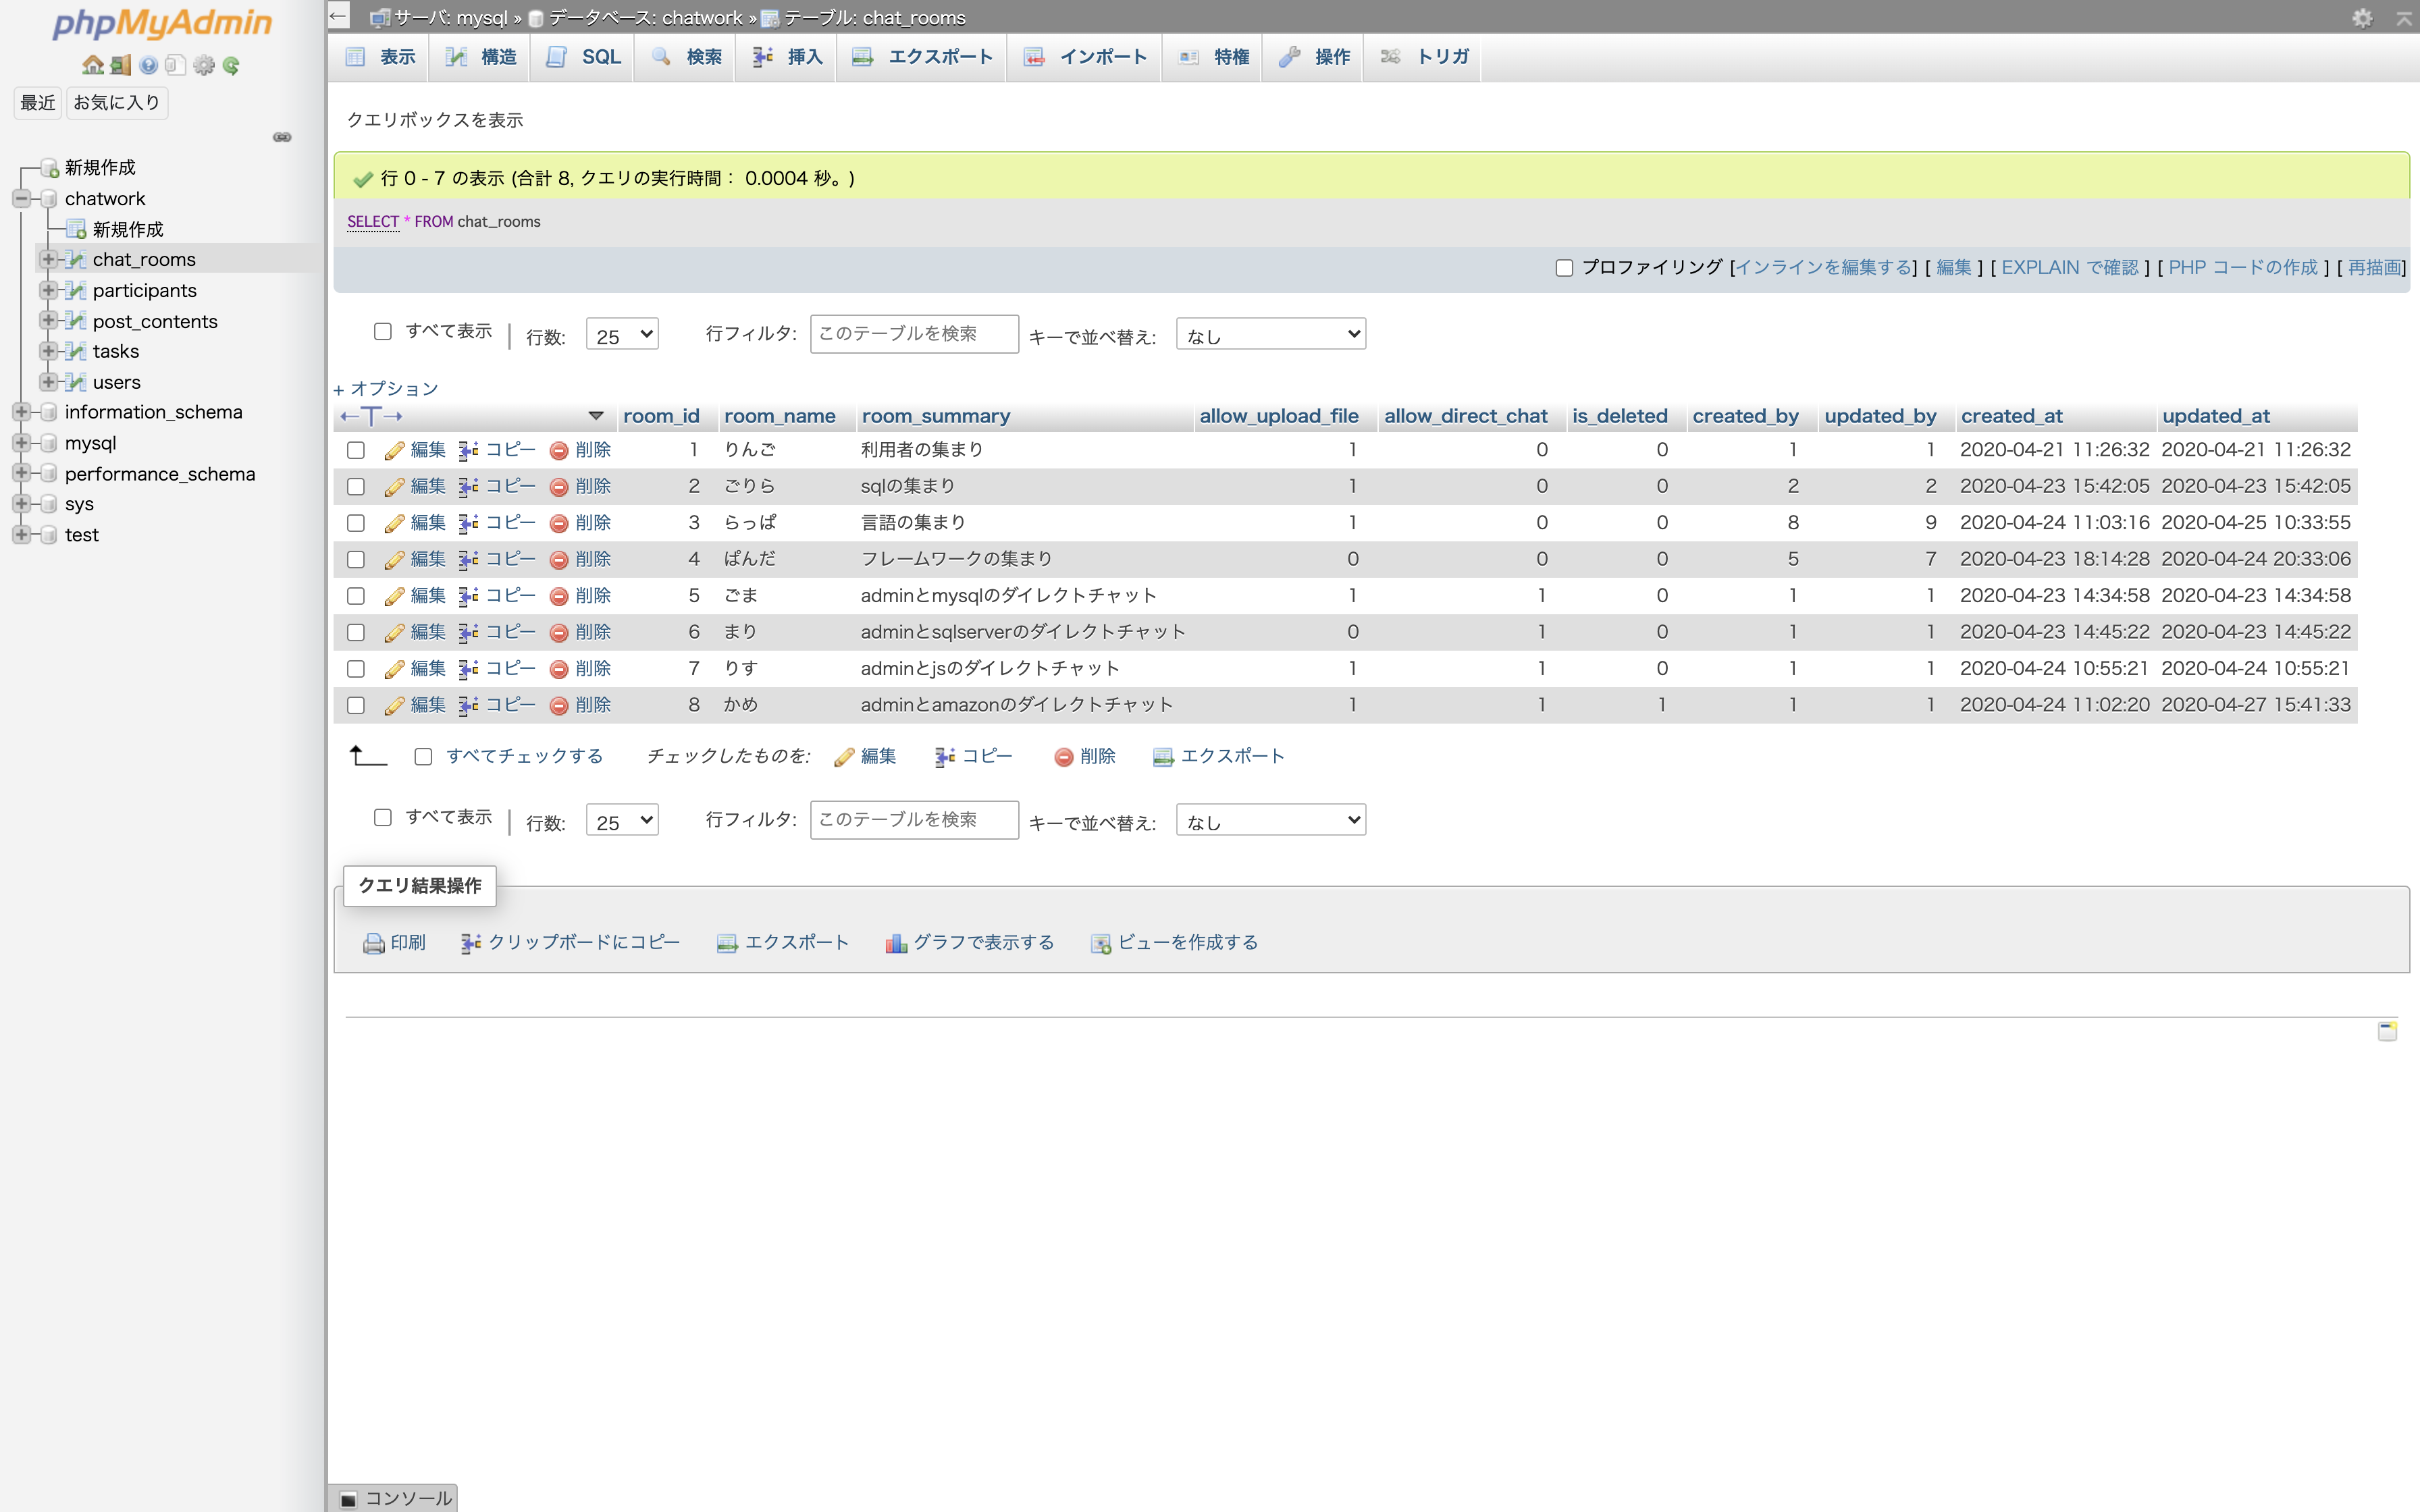 phpMyAdmin
最近 お気に入り
新規作成
chatwork
新規作成
chat_rooms
participants
post_contents
tasks
users
information_schema
mysql
performance_schema
sys
test
サーバ: mysql » データベース: chatwork » テーブル: chat_rooms
表示 構造 SQL 検索 挿入 エクスポート インポート 特権 操作 トリガ
クエリボックスを表示
行 0 - 7 の表示 (合計 8, クエリの実行時間： 0.0004 秒。)
SELECT * FROM chat_rooms
プロファイリング [インラインを編集する] [ 編集 ] [ EXPLAIN で確認 ] [ PHP コードの作成 ] [ 再描画]
すべて表示 | 行数: 25 行フィルタ: このテーブルを検索 キーで並べ替え: なし
+ オプション
←T→ room_id room_name room_summary allow_upload_file allow_direct_chat is_deleted created_by updated_by created_at updated_at
編集 コピー 削除 1 りんご 利用者の集まり 1 0 0 1 1 2020-04-21 11:26:32 2020-04-21 11:26:32
編集 コピー 削除 2 ごりら sqlの集まり 1 0 0 2 2 2020-04-23 15:42:05 2020-04-23 15:42:05
編集 コピー 削除 3 らっぱ 言語の集まり 1 0 0 8 9 2020-04-24 11:03:16 2020-04-25 10:33:55
編集 コピー 削除 4 ぱんだ フレームワークの集まり 0 0 0 5 7 2020-04-23 18:14:28 2020-04-24 20:33:06
編集 コピー 削除 5 ごま adminとmysqlのダイレクトチャット 1 1 0 1 1 2020-04-23 14:34:58 2020-04-23 14:34:58
編集 コピー 削除 6 まり adminとsqlserverのダイレクトチャット 0 1 0 1 1 2020-04-23 14:45:22 2020-04-23 14:45:22
編集 コピー 削除 7 りす adminとjsのダイレクトチャット 1 1 0 1 1 2020-04-24 10:55:21 2020-04-24 10:55:21
編集 コピー 削除 8 かめ adminとamazonのダイレクトチャット 1 1 1 1 1 2020-04-24 11:02:20 2020-04-27 15:41:33
すべてチェックする チェックしたものを: 編集 コピー 削除 エクスポート
すべて表示 | 行数: 25 行フィルタ: このテーブルを検索 キーで並べ替え: なし
クエリ結果操作
印刷 クリップボードにコピー エクスポート グラフで表示する ビューを作成する
コンソール